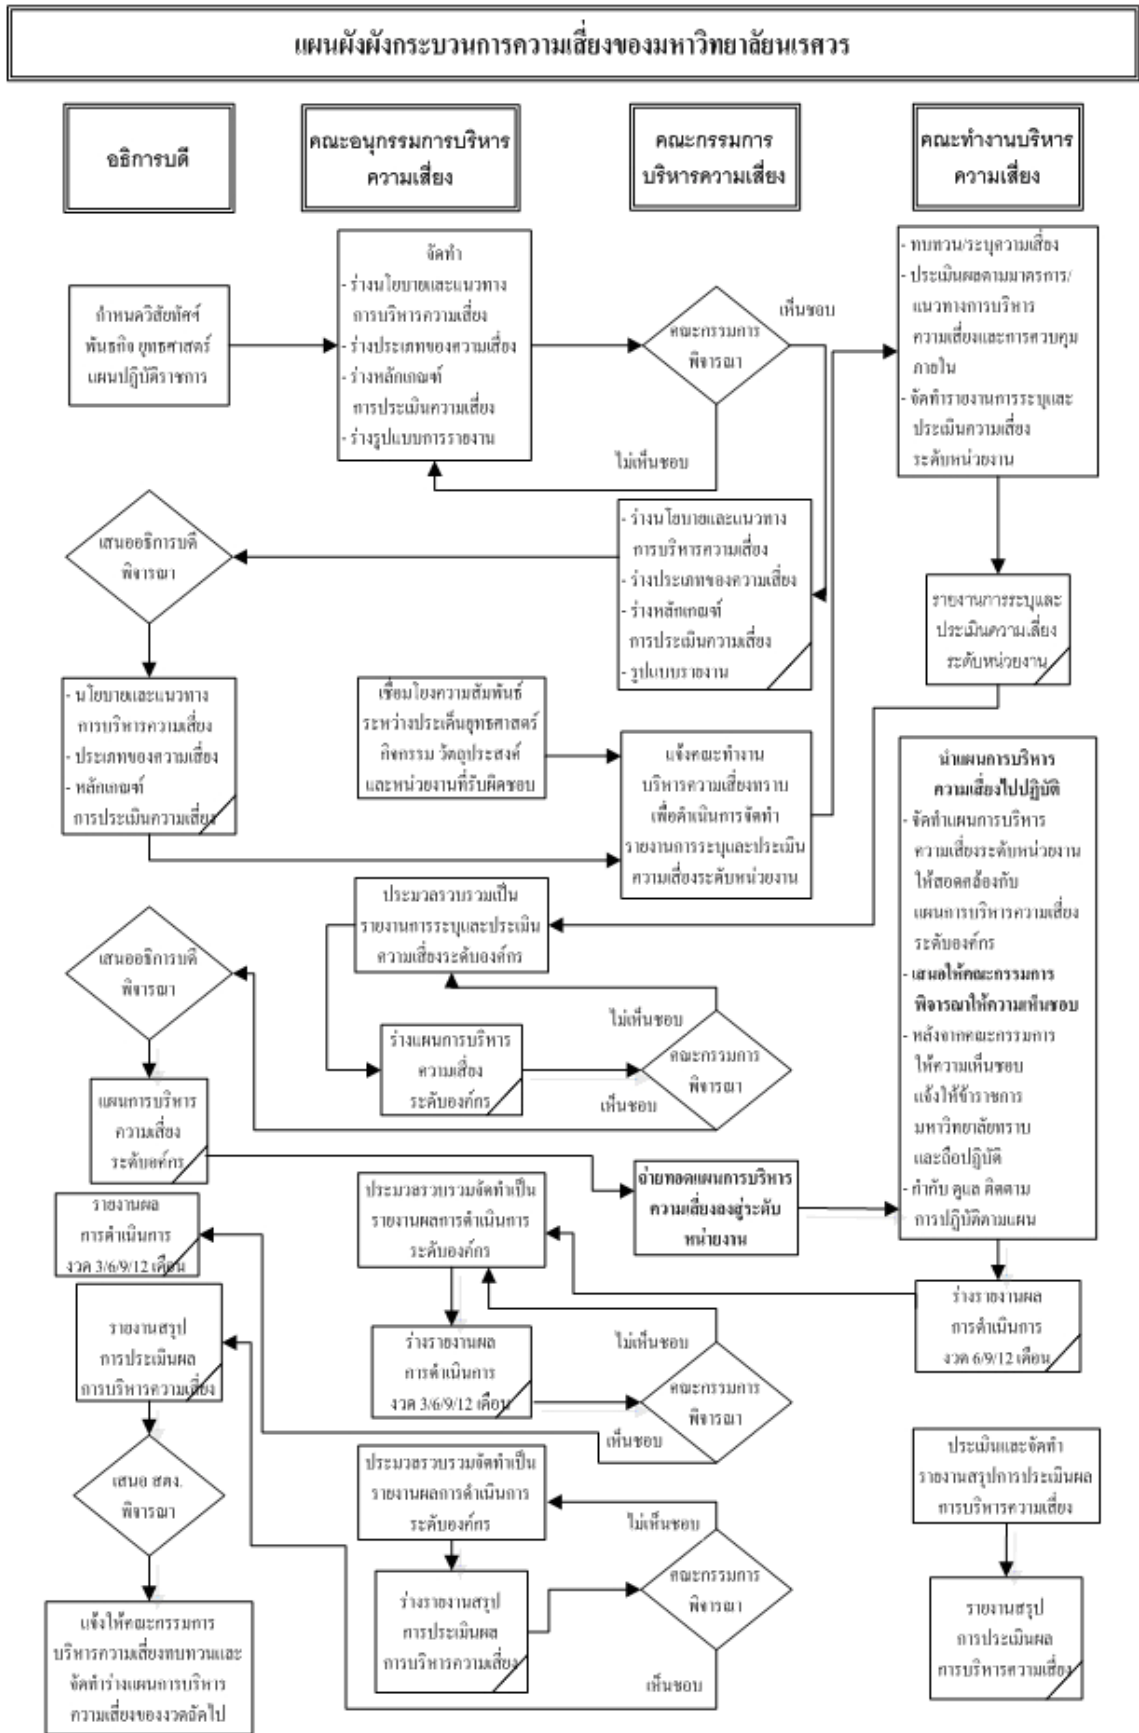 แผนผังผังกระบวนการความเสี่ยงของมหาวิทยาลัยนเรศวร
อธิการบดี
คณะอนุกรรมการบริหาร
ความเสี่ยง
คณะกรรมการ
บริหารความเสี่ยง
คณะทำงานบริหาร
ความเสี่ยง
กำหนดวิสัยทัศฯ์
พันธกิจ ยุทธศาสตร์
แผนปฏิบัติราชการ
จัดทำ
- ร่างนโยบายและแนวทาง
การบริหารความเสี่ยง
- ร่างประเภทของความเสี่ยง
- ร่างหลักเกณฑ์
การประเมินความเสี่ยง
- ร่างรูปแบบการรายงาน
คณะกรรมการ
พิจารณา
เห็นชอบ
ไม่เห็นชอบ
- ทบทวน/ระบุความเสี่ยง
- ประเมินผลตามมาตรการ/
แนวทางการบริหาร
ความเสี่ยงและการควบคุม
ภายใน
- จัดทำรายงานการระบุและ
ประเมินความเสี่ยง
ระดับหน่วยงาน
เสนออธิการบดี
พิจารณา
- ร่างนโยบายและแนวทาง
การบริหารความเสี่ยง
- ร่างประเภทของความเสี่ยง
- ร่างหลักเกณฑ์
การประเมินความเสี่ยง
- รูปแบบรายงาน
รายงานการระบุและ
ประเมินความเสี่ยง
ระดับหน่วยงาน
- นโยบายและแนวทาง
การบริหารความเสี่ยง
- ประเภทของความเสี่ยง
- หลักเกณฑ์
การประเมินความเสี่ยง
เชื่อมโยงความสัมพันธ์
ระหว่างประเด็นยุทธศาสตร์
กิจกรรม วัตถุประสงค์
และหน่วยงานที่รับผิดชอบ
แจ้งคณะทำงาน
บริหารความเสี่ยงทราบ
เพื่อดำเนินการจัดทำ
รายงานการระบุและประเมิน
ความเสี่ยงระดับหน่วยงาน
นำแผนการบริหาร
ความเสี่ยงไปปฏิบัติ
- จัดทำแผนการบริหาร
ความเสี่ยงระดับหน่วยงาน
ให้สอดคล้องกับ
แผนการบริหารความเสี่ยง
ระดับองค์กร
- เสนอให้คณะกรรมการ
พิจารณาให้ความเห็นชอบ
- หลังจากคณะกรรมการ
ให้ความเห็นชอบ
แจ้งให้ข้าราชการ
มหาวิทยาลัยทราบ
และถือปฏิบัติ
- กำกับ ดูแล ติดตาม
การปฏิบัติตามแผน
ประมวลรวบรวมเป็น
รายงานการระบุและประเมิน
ความเสี่ยงระดับองค์กร
เสนออธิการบดี
พิจารณา
ไม่เห็นชอบ
ร่างแผนการบริหาร
ความเสี่ยง
ระดับองค์กร
คณะกรรมการ
พิจารณา
เห็นชอบ
แผนการบริหาร
ความเสี่ยง
ระดับองค์กร
ถ่ายทอดแผนการบริหาร
ความเสี่ยงลงสู่ระดับ
หน่ายงาน
ประมวลรวบรวมจัดทำเป็น
รายงานผลการดำเนินการ
ระดับองค์กร
รายงานผล
การดำเนินการ
งวด 3/6/9/12 เดือน
ร่างรายงานผล
การดำเนินการ
งวด 6/9/12 เดือน
รายงานสรุป
การประเมินผล
การบริหารความเสี่ยง
ร่างรายงานผล
การดำเนินการ
งวด 3/6/9/12 เดือน
ไม่เห็นชอบ
คณะกรรมการ
พิจารณา
เห็นชอบ
เสนอ สตง.
พิจารณา
ประมวลรวบรวมจัดทำเป็น
รายงานผลการดำเนินการ
ระดับองค์กร
ไม่เห็นชอบ
ประเมินและจัดทำ
รายงานสรุปการประเมินผล
การบริหารความเสี่ยง
ร่างรายงานสรุป
การประเมินผล
การบริหารความเสี่ยง
คณะกรรมการ
พิจารณา
เห็นชอบ
รายงานสรุป
การประเมินผล
การบริหารความเสี่ยง
แจ้งให้คณะกรรมการ
บริหารความเสี่ยงทบทวนและ
จัดทำร่างแผนการบริหาร
ความเสี่ยงของงวดถัดไป